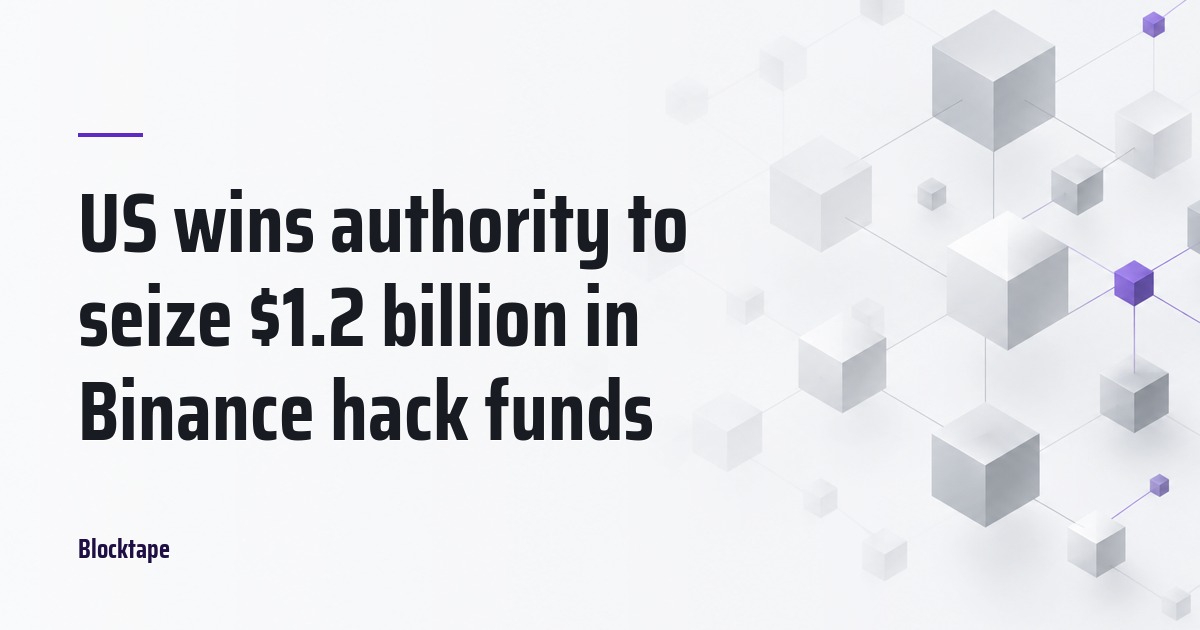 US wins authority to
seize $1.2 billion in
Binance hack funds
Blocktape